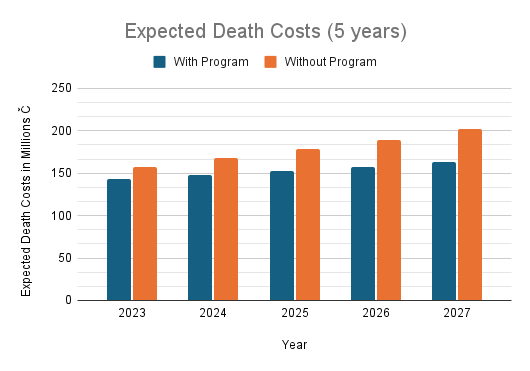 Expected Death Costs (5 years)
With Program
Without Program
Expected Death Costs in Millions Č
250
200
150
100
50
0
2023 2024 2025 2026 2027
Year